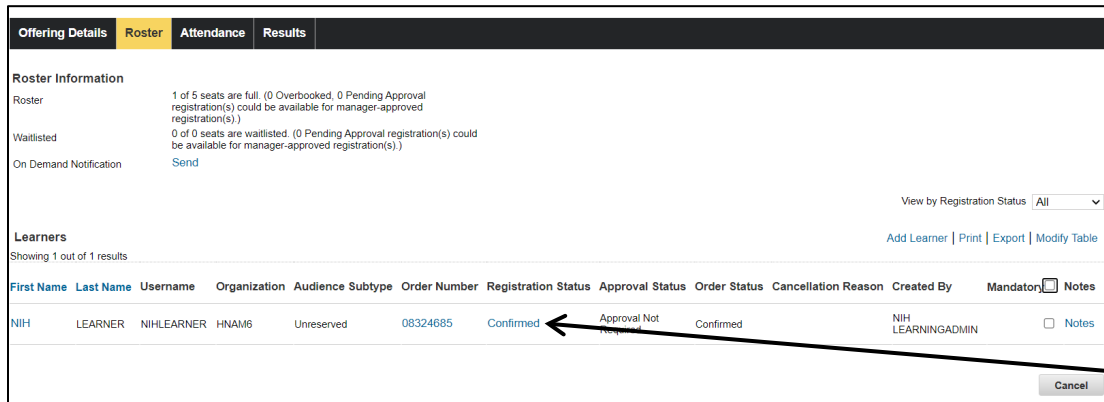 Offering Details Roster Attendance Results
Roster Information
Roster 1 of 5 seats are full. (0 Overbooked, 0 Pending Approval
registration(s) could be available for manager-approved
registration(s).)
Waitlisted 0 of 0 seats are waitlisted. (0 Pending Approval registration(s) could
be available for manager-approved registration(s).)
On Demand Notification Send
View by Registration Status All
Learners Add Learner | Print | Export | Modify Table
Showing 1 out of 1 results
First Name Last Name Username Organization Audience Subtype Order Number Registration Status Approval Status Order Status Cancellation Reason Created By Mandatory Notes
NIH LEARNER NIHLEARNER HNAM6 Unreserved 08324685 Confirmed Approval Not Confirmed NIH Notes
Required LEARNINGADMIN
Cancel